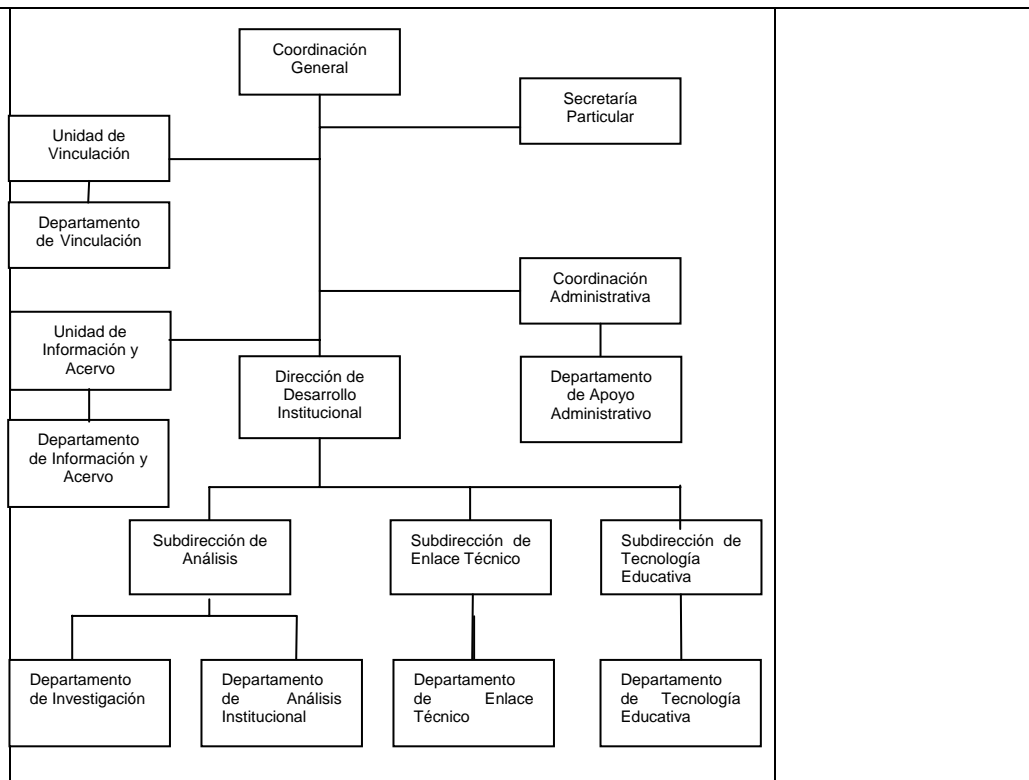 Coordinación
General
Secretaría
Particular
Unidad de
Vinculación
Departamento
de Vinculación
Coordinación
Administrativa
Unidad de
Información y
Acervo
Dirección de
Desarrollo
Institucional
Departamento
de Apoyo
Administrativo
Departamento
de Información y
Acervo
Subdirección de
Análisis
Subdirección de
Enlace Técnico
Subdirección de
Tecnología
Educativa
Departamento
de Investigación
Departamento
de Análisis
Institucional
Departamento
de Enlace
Técnico
Departamento
de Tecnología
Educativa